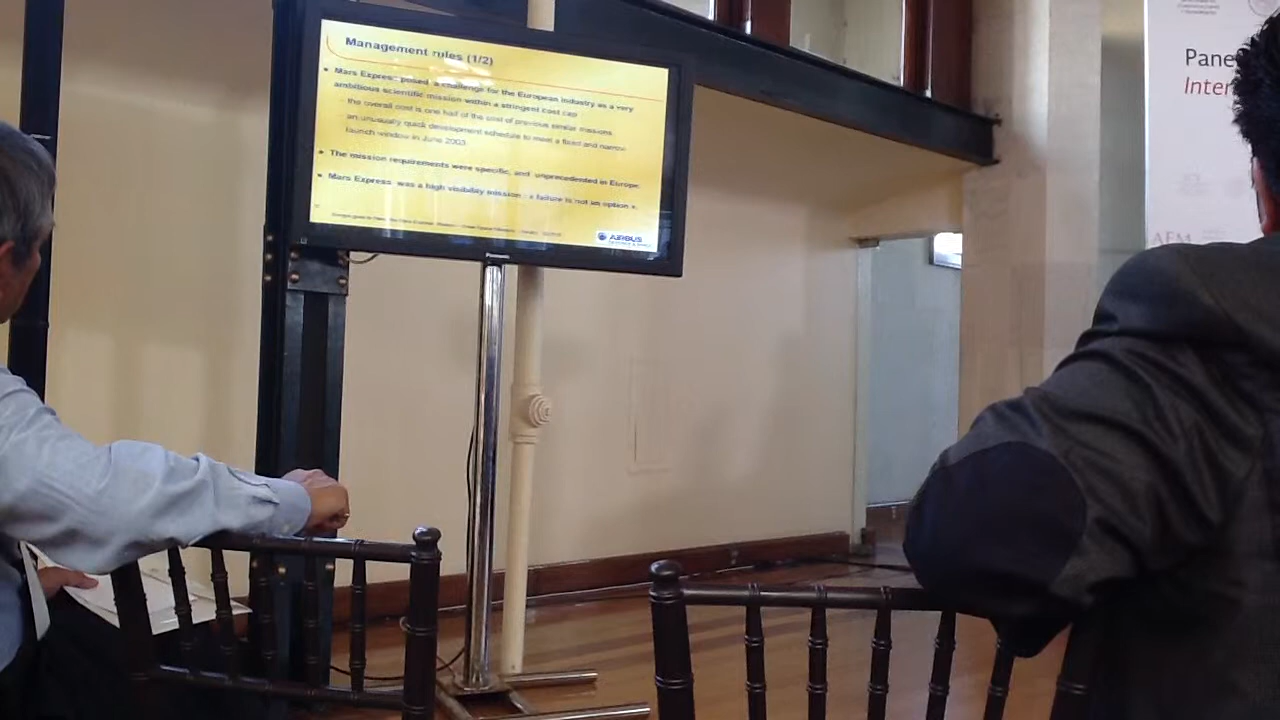 Management rules (1/2)
Mars Express posed a challenge for the European industry as a very
ambitious scientific mission within a stringent cost cap
- the overall cost is one half of the cost of previous similar missions
an unusually quick development schedule to meet a fixed and narrow
launch window in June 2003.
The mission requirements were specific, and unprecedented in Europe.
Mars Express was a high visibility mission : « failure is not an option ».
AIRBUS
Panasonic
Pane
Inter
AEM